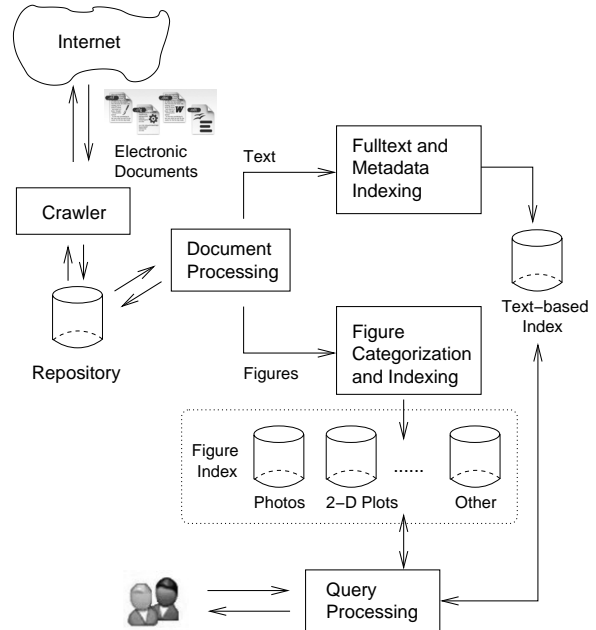 Internet
Electronic
Documents
Text
Fulltext and
Metadata
Indexing
Crawler
Document
Processing
Text−based
Index
Repository
Figures
Figure
Categorization
and Indexing
Figure
Index
......
Photos
2−D Plots
Other
Query
Processing